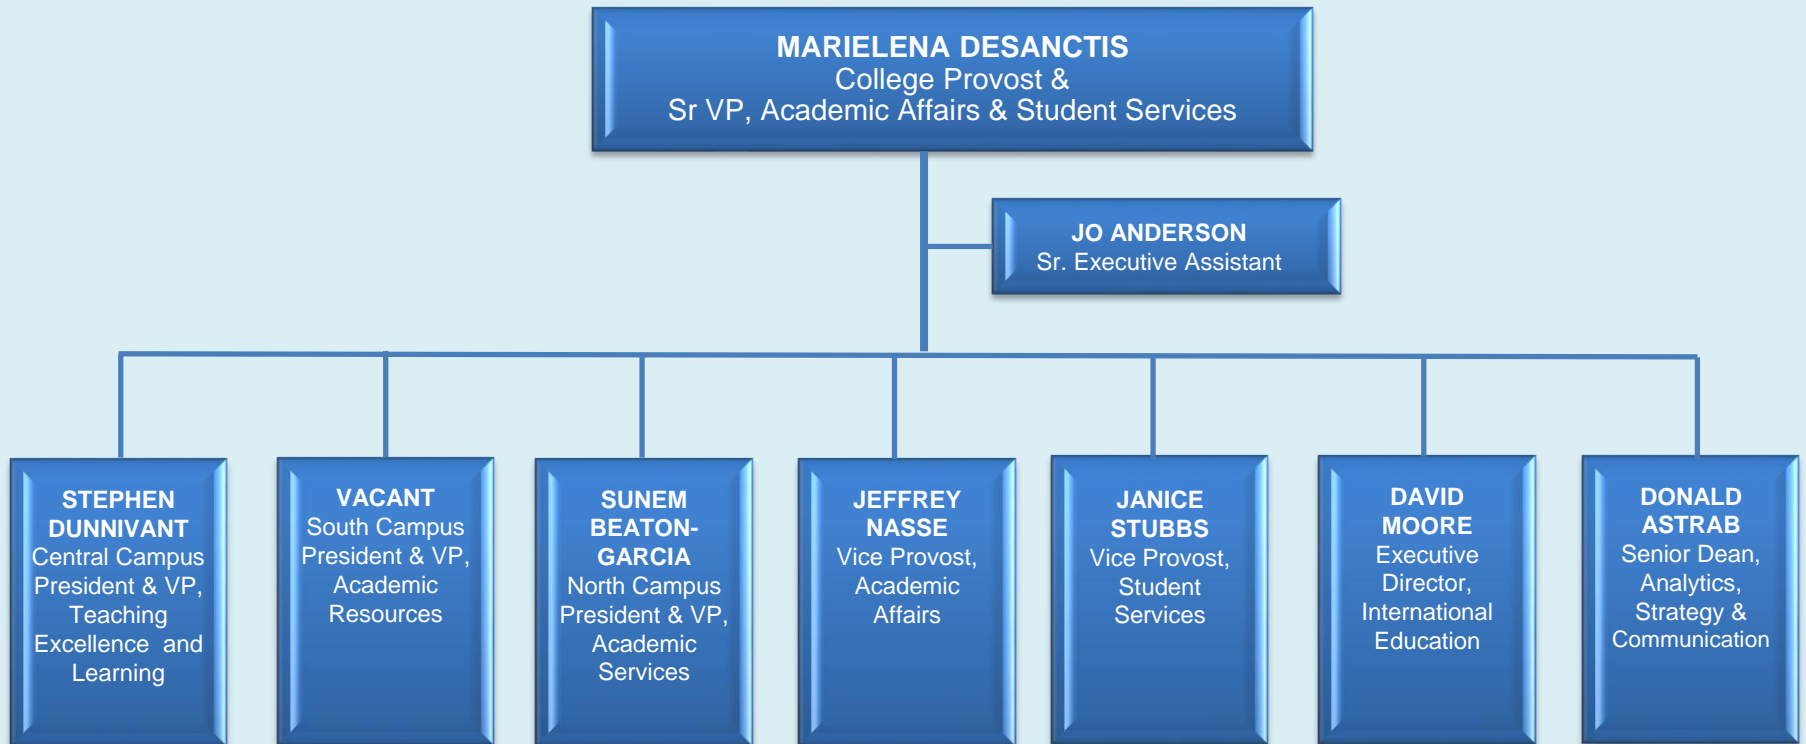 MARIELENA DESANCTIS
College Provost &
Sr VP, Academic Affairs & Student Services
JO ANDERSON
Sr. Executive Assistant
STEPHEN
DUNNIVANT
Central Campus
President & VP,
Teaching
Excellence  and
Learning
VACANT
South Campus
President & VP,
Academic
Resources
SUNEM
BEATON-
GARCIA
North Campus
President & VP,
Academic
Services
JEFFREY
NASSE
Vice Provost,
Academic
Affairs
JANICE
STUBBS
Vice Provost,
Student
Services
DAVID
MOORE
Executive
Director,
International
Education
DONALD
ASTRAB
Senior Dean,
Analytics,
Strategy &
Communication